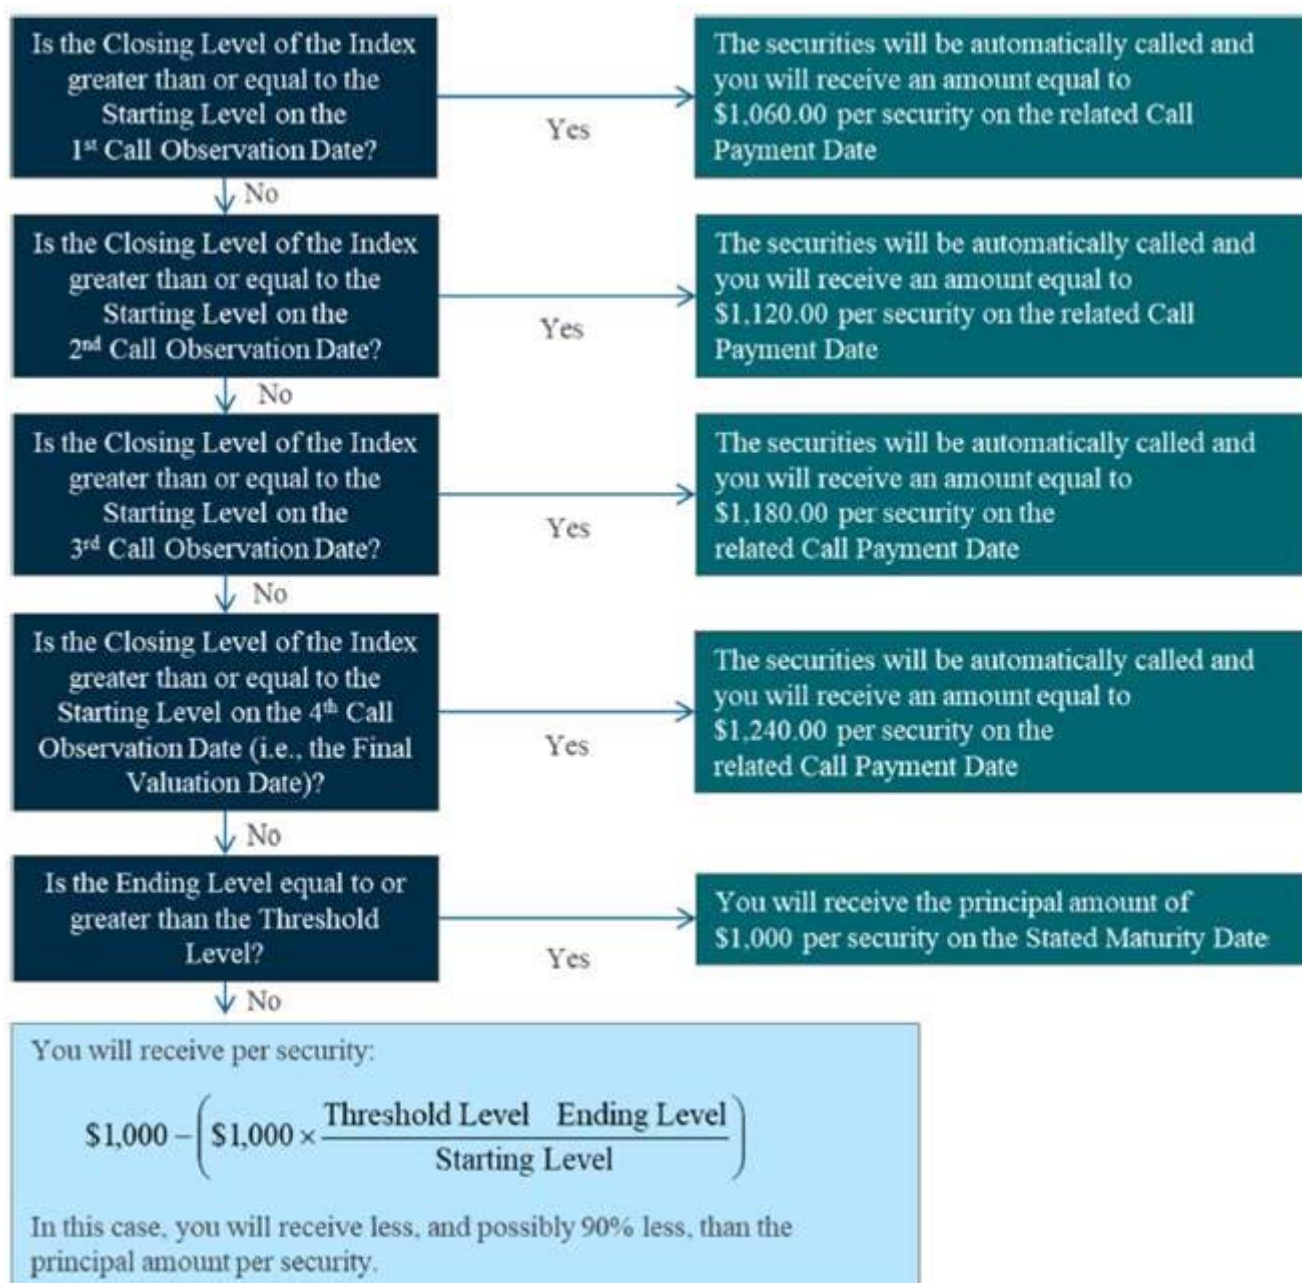 Is the Closing Level of the Index
greater than or equal to the
Starting Level on the
1st Call Observation Date?
Yes
The securities will be automatically called and
you will receive an amount equal to
$1,060.00 per security on the related Call
Payment Date
No
Is the Closing Level of the Index
greater than or equal to the
Starting Level on the
2nd Call Observation Date?
Yes
The securities will be automatically called and
you will receive an amount equal to
$1,120.00 per security on the related Call
Payment Date
No
Is the Closing Level of the Index
greater than or equal to the
Starting Level on the
3rd Call Observation Date?
Yes
The securities will be automatically called and
you will receive an amount equal to
$1,180.00 per security on the
related Call Payment Date
No
Is the Closing Level of the Index
greater than or equal to the
Starting Level on the 4th Call
Observation Date (i.e., the Final
Valuation Date)?
Yes
The securities will be automatically called and
you will receive an amount equal to
$1,240.00 per security on the
related Call Payment Date
No
Is the Ending Level equal to or
greater than the Threshold
Level?
Yes
You will receive the principal amount of
$1,000 per security on the Stated Maturity Date
No
You will receive per security:
$1,000 – ( $1,000 × Threshold Level Ending Level
Starting Level )
In this case, you will receive less, and possibly 90% less, than the
principal amount per security.